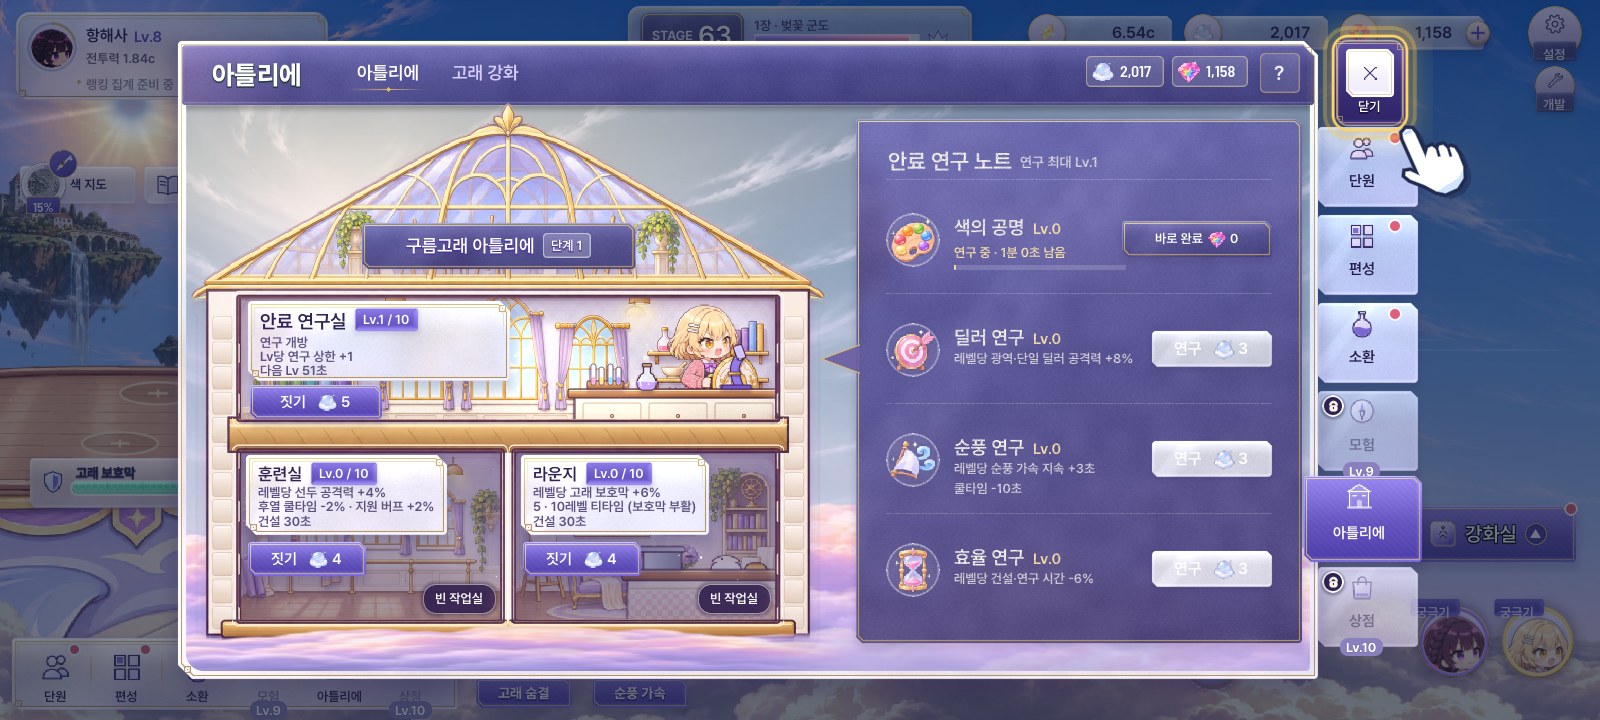 항해사 Lv.8
전투력 1.84c
* 랭킹 집계 준비 중
STAGE 63
1장 · 벚꽃 군도
6.54c
2,017
1,158
설정
개발
색 지도
15%
고래 보호막
아틀리에
아틀리에
고래 강화
2,017
1,158
?
닫기
구름고래 아틀리에 단계 1
안료 연구실 Lv.1 / 10
연구 개방
Lv당 연구 상한 +1
다음 Lv 51초
짓기 5
훈련실 Lv.0 / 10
레벨당 선두 공격력 +4%
후열 쿨타임 -2% · 지원 버프 +2%
건설 30초
짓기 4
빈 작업실
라운지 Lv.0 / 10
레벨당 고래 보호막 +6%
5 · 10레벨 티타임 (보호막 부활)
건설 30초
짓기 4
빈 작업실
안료 연구 노트 연구 최대 Lv.1
색의 공명 Lv.0
연구 중 · 1분 0초 남음
바로 완료 0
딜러 연구 Lv.0
레벨당 광역·단일 딜러 공격력 +8%
연구 3
순풍 연구 Lv.0
레벨당 순풍 가속 지속 +3초
쿨타임 -10초
연구 3
효율 연구 Lv.0
레벨당 건설·연구 시간 -6%
연구 3
단원
편성
소환
모험
Lv.9
아틀리에
강화실
상점
Lv.10
궁극기
궁극기
단원
편성
소환
모험
Lv.9
아틀리에
상점
Lv.10
고래 숨결
순풍 가속